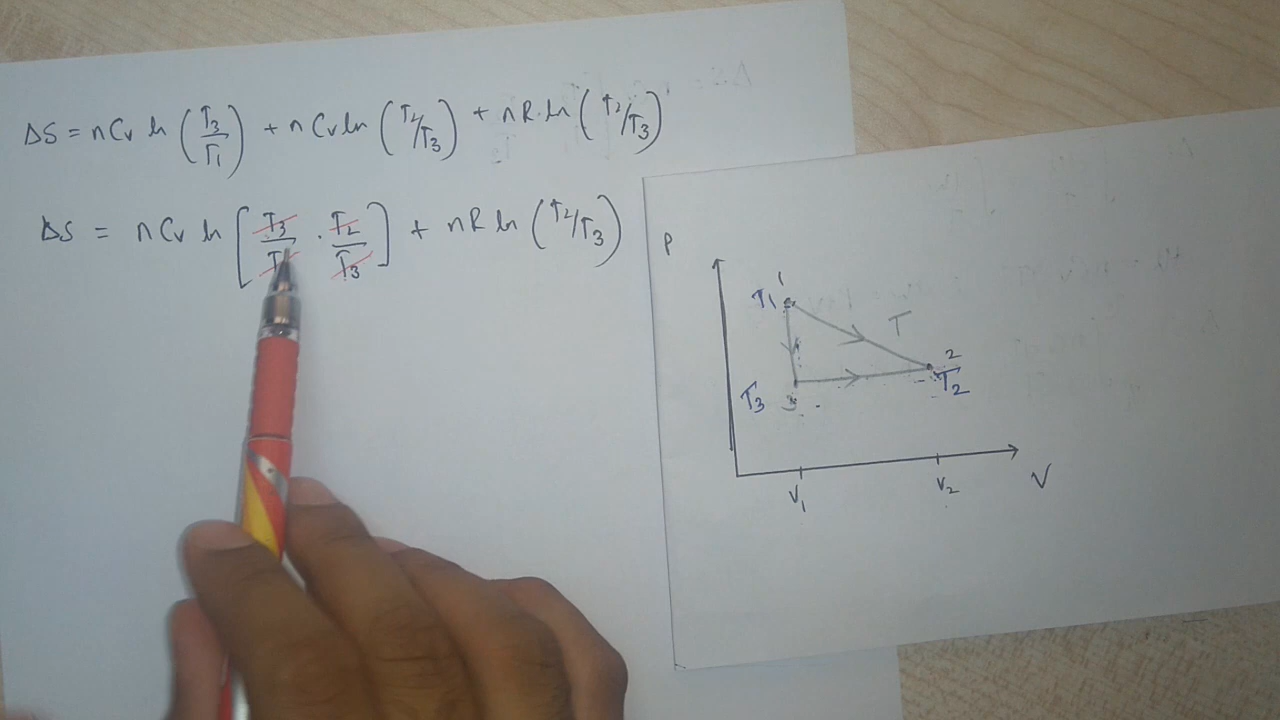 ΔS = nCv ln (T3/T1) + nCv ln (T2/T3) + nR ln (T2/T3)
ΔS = nCv ln [T3/T1 . T2/T3] + nR ln (T2/T3)
P
1
T1
T
2
T2
T3 3
V1 V2
V